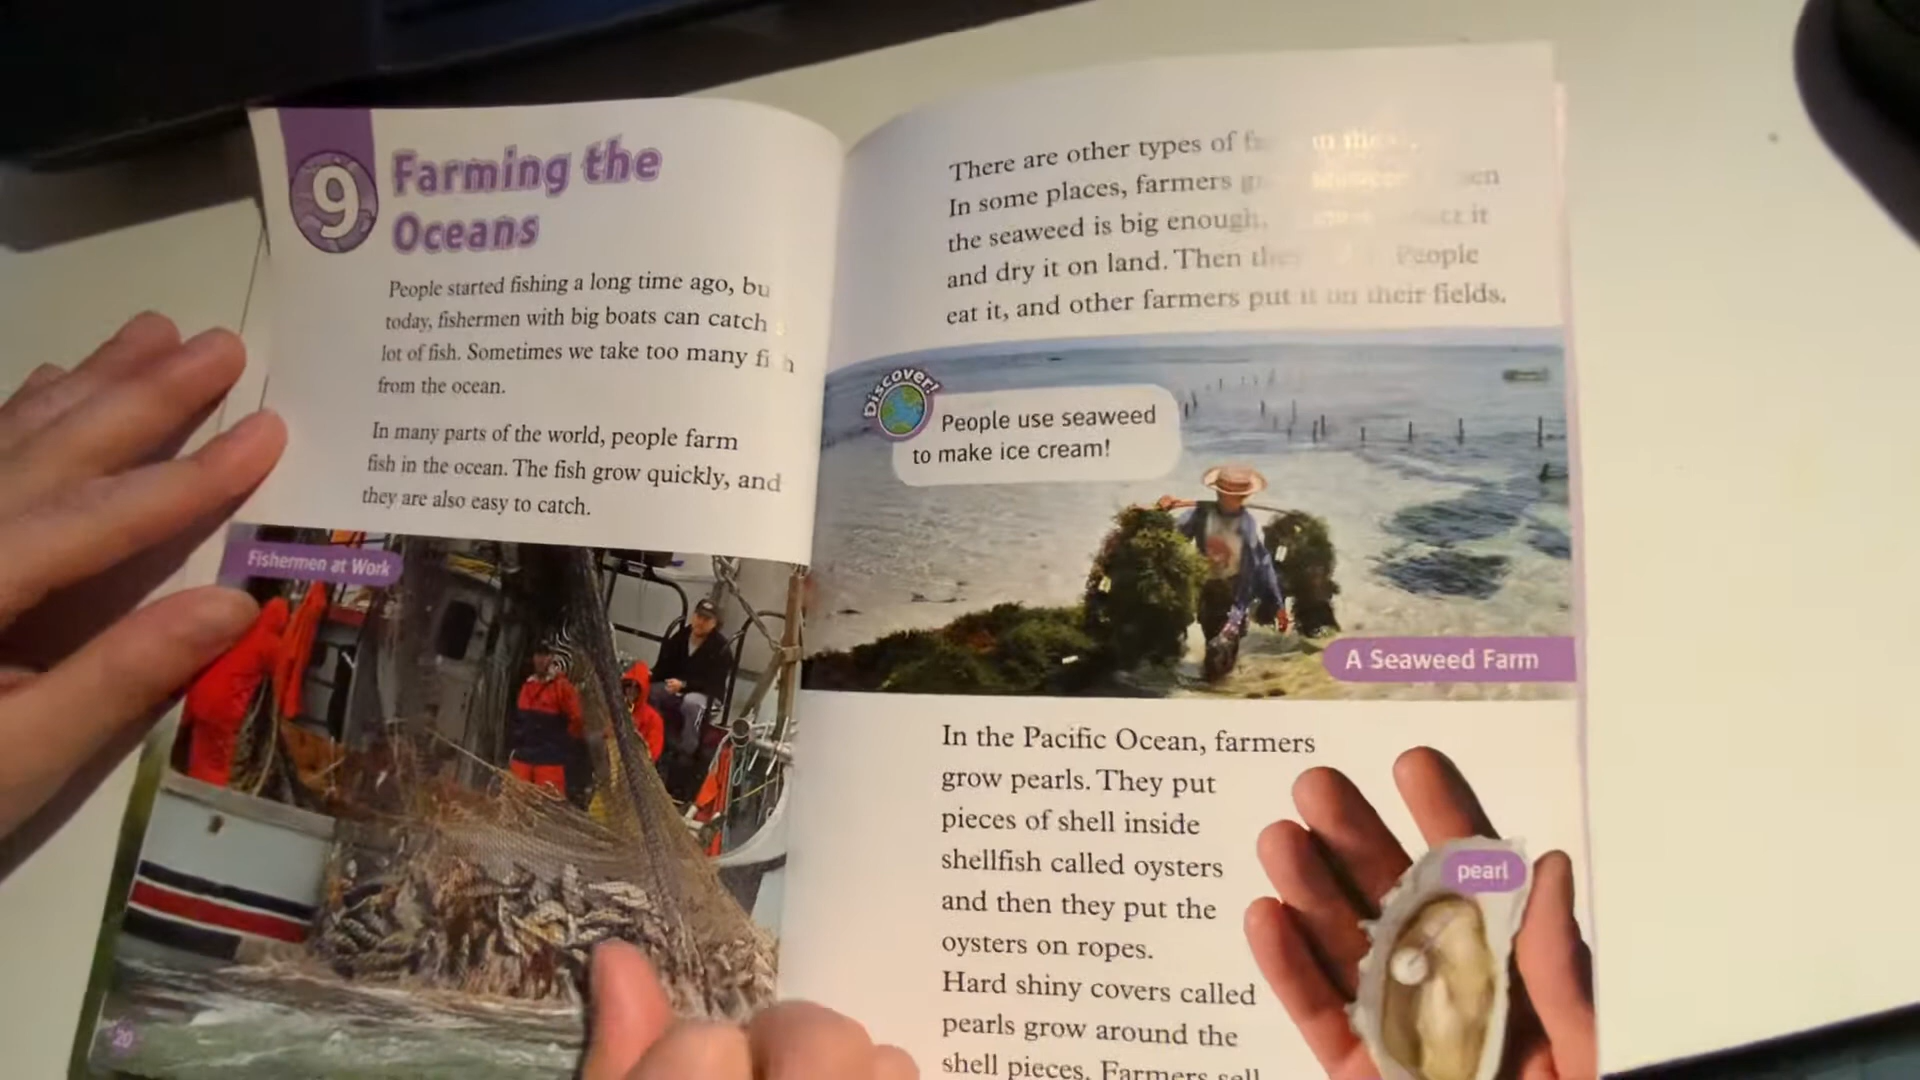 9
Farming the
Oceans
People started fishing a long time ago, bu
today, fishermen with big boats can catch
lot of fish. Sometimes we take too many
from the ocean.
In many parts of the world, people farm
fish in the ocean. The fish grow quickly, and
they are also easy to catch.
Fishermen at Work
20
There are other types of
In some places, farmers
the seaweed is big enough, it
and dry it on land. Then they People
eat it, and other farmers put it on their fields.
Discover!
People use seaweed
to make ice cream!
A Seaweed Farm
In the Pacific Ocean, farmers
grow pearls. They put
pieces of shell inside
shellfish called oysters
and then they put the
oysters on ropes.
Hard shiny covers called
pearls grow around the
shell pieces. Farmers sell
pearl